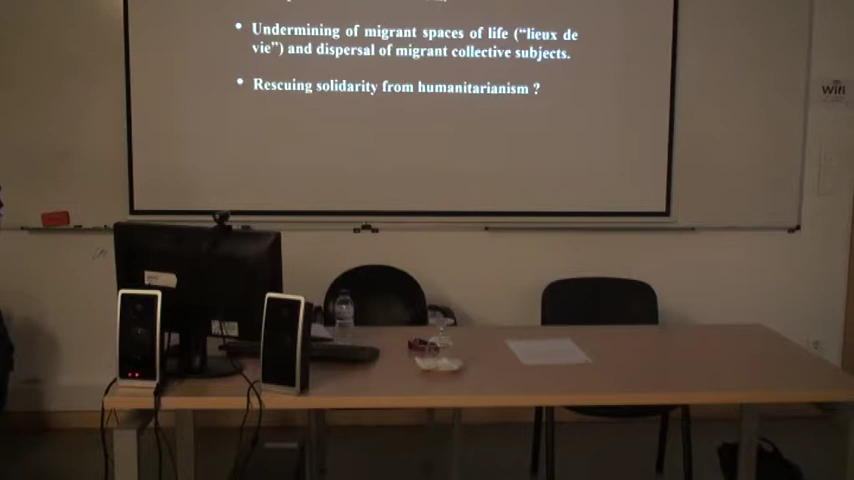 • Undermining of migrant spaces of life (“lieux de
vie”) and dispersal of migrant collective subjects.
• Rescuing solidarity from humanitarianism ?
Wifi